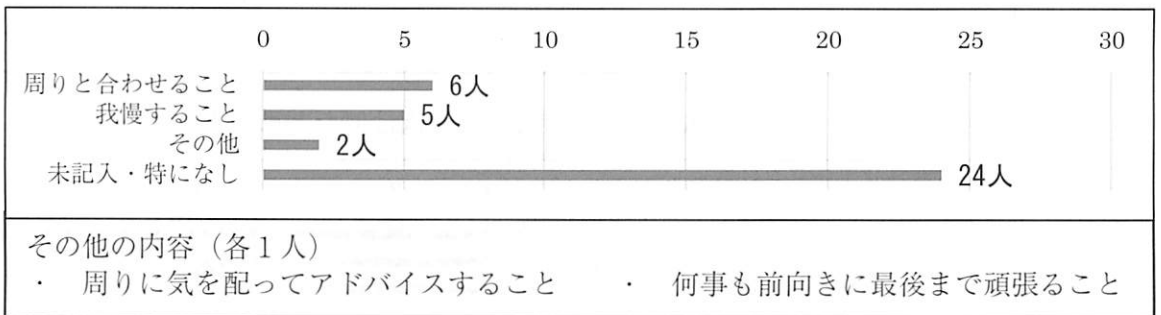 0 5 10 15 20 25 30
周りと合わせること 6人
我慢すること 5人
その他 2人
未記入・特になし 24人
その他の内容（各１人）
・ 周りに気を配ってアドバイスすること ・ 何事も前向きに最後まで頑張ること